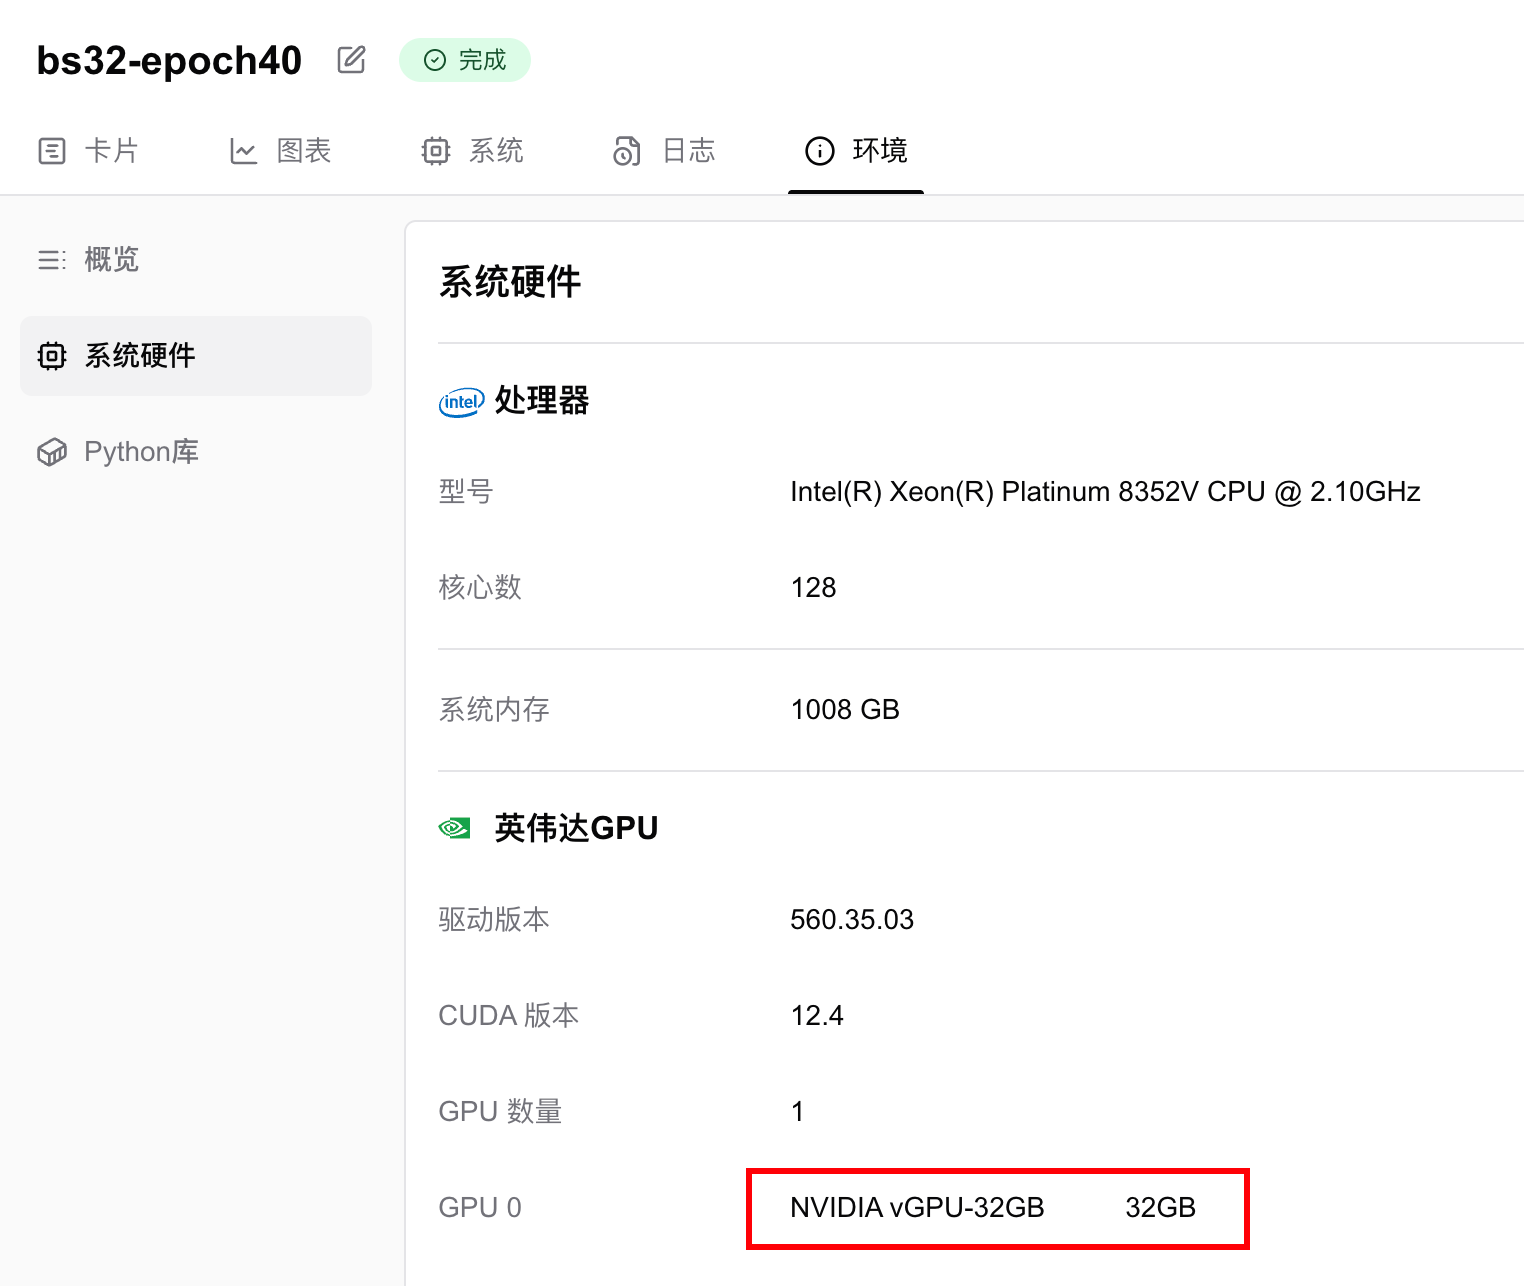 bs32-epoch40 完成
卡片 图表 系统 日志 环境
概览
系统硬件
Python库
系统硬件
intel 处理器
型号 Intel(R) Xeon(R) Platinum 8352V CPU @ 2.10GHz
核心数 128
系统内存 1008 GB
英伟达GPU
驱动版本 560.35.03
CUDA 版本 12.4
GPU 数量 1
GPU 0 NVIDIA vGPU-32GB 32GB